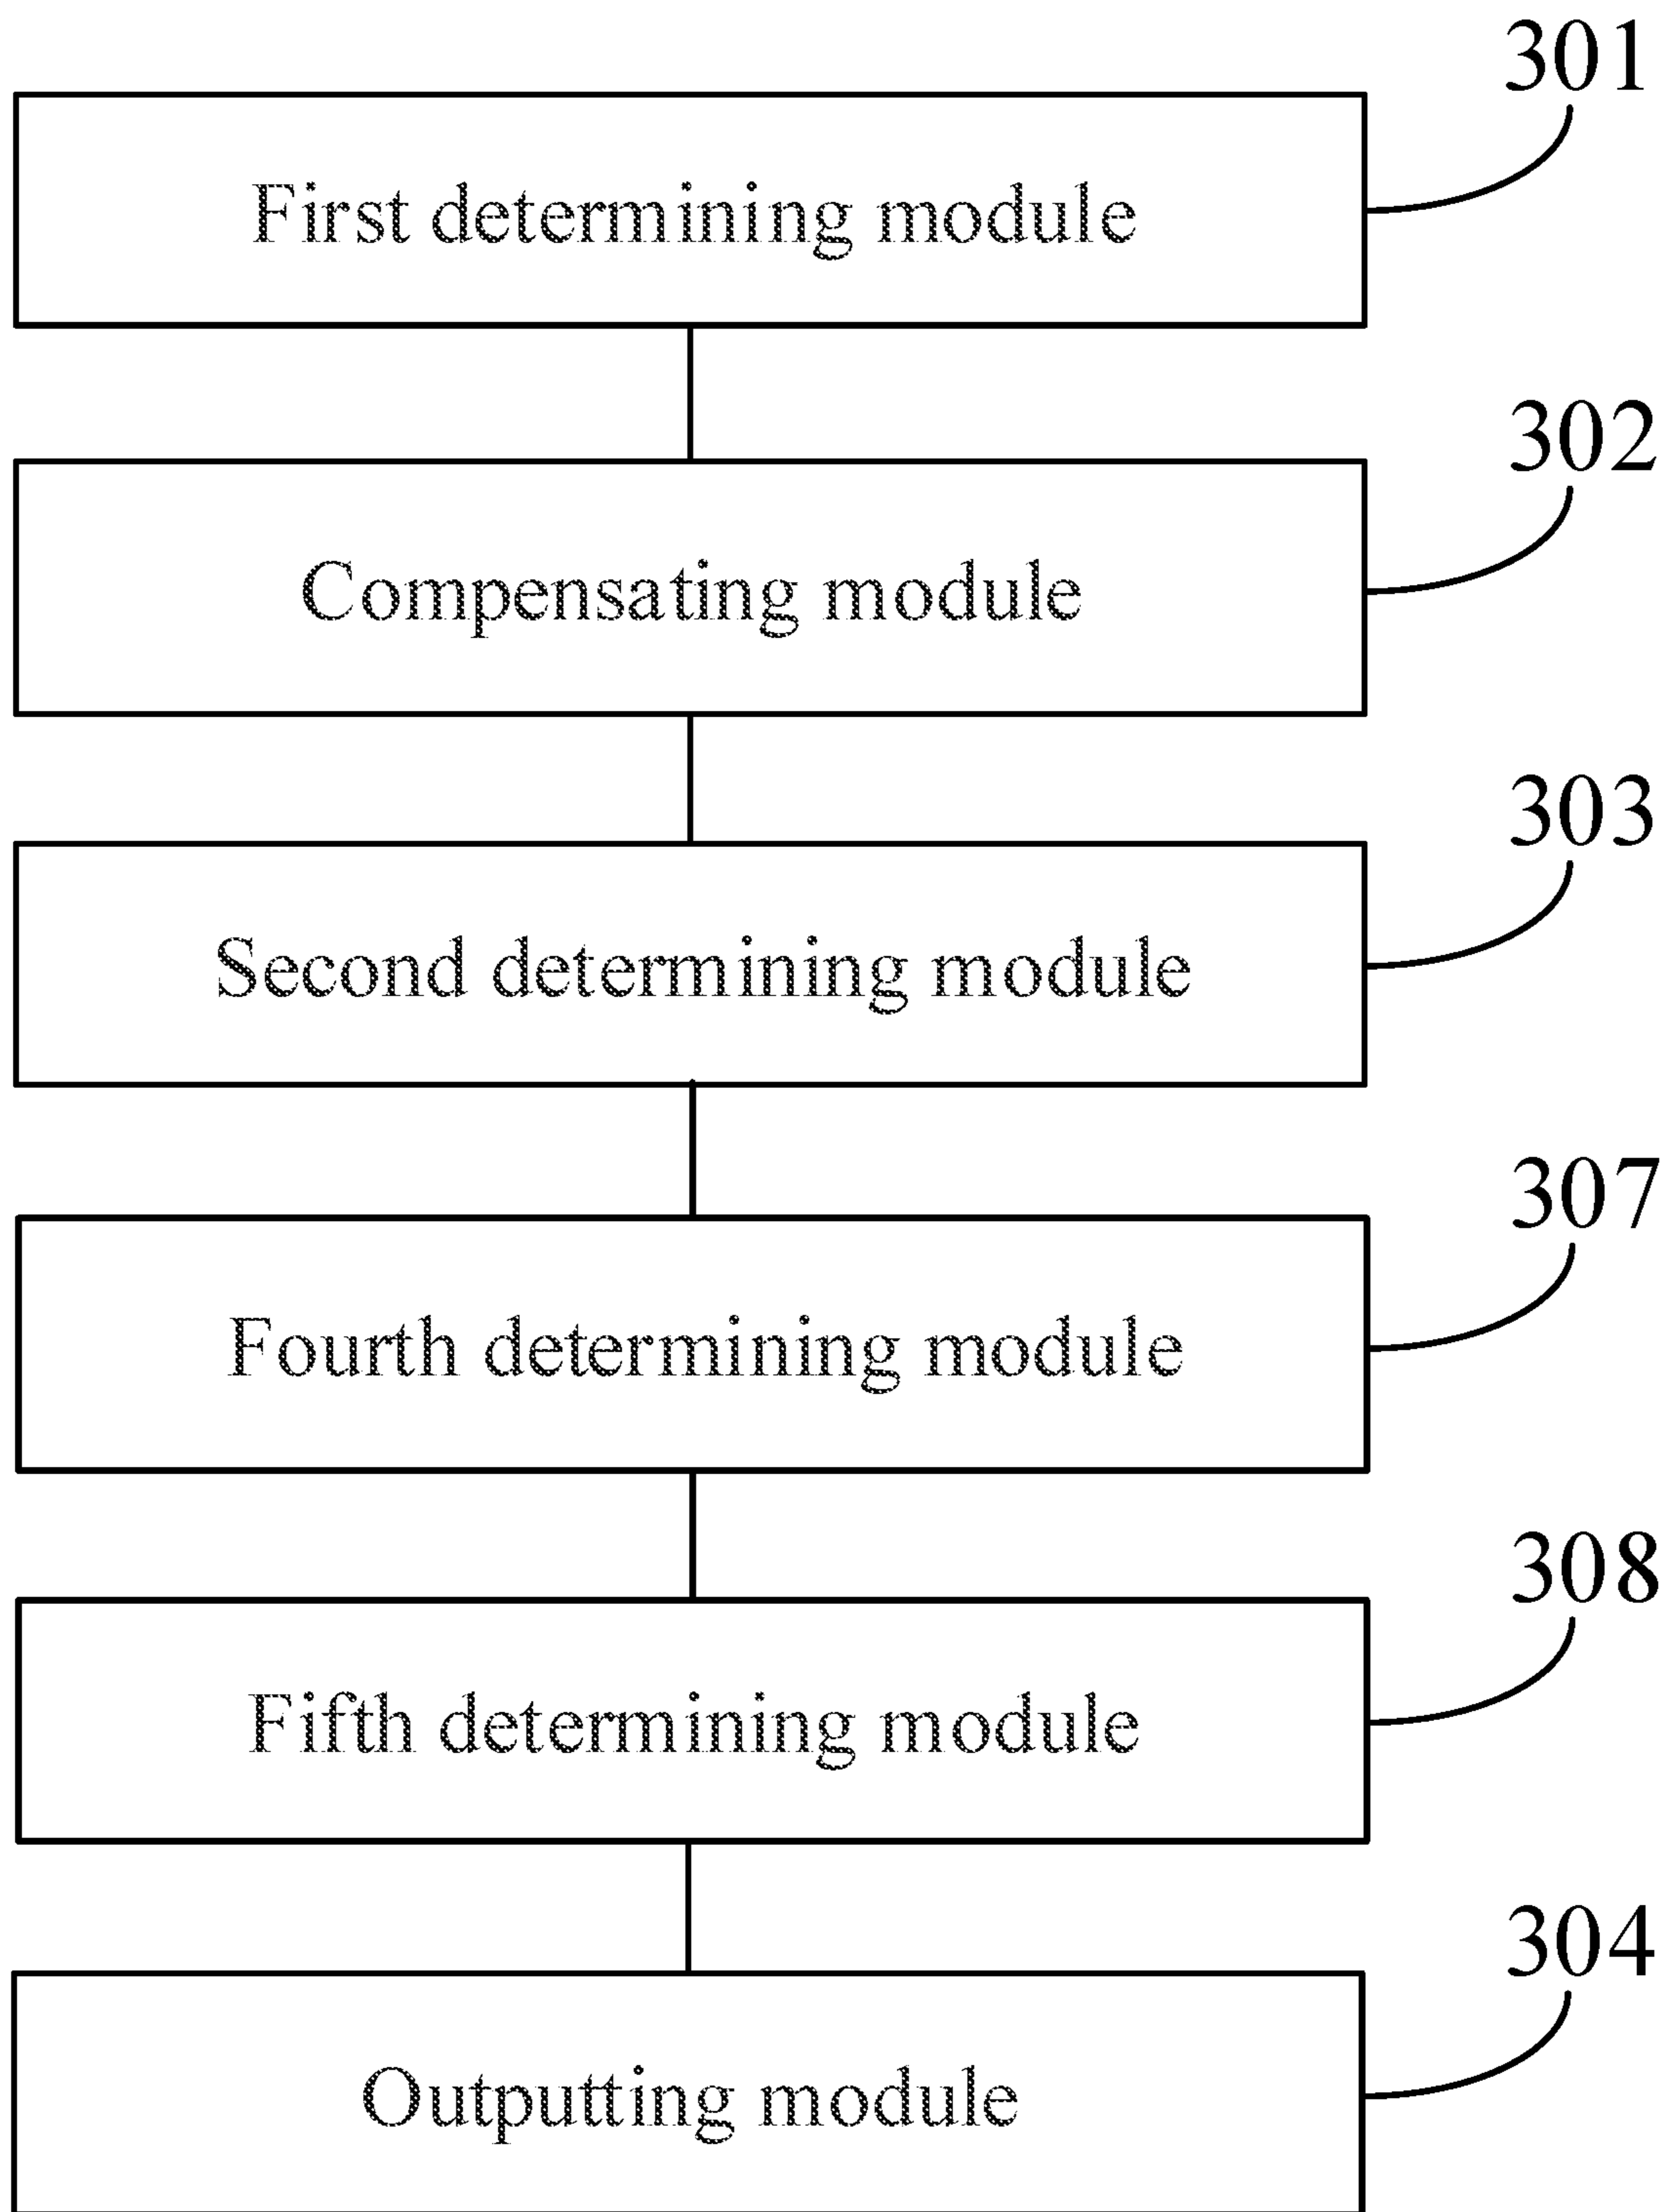 301
First determining module
302
Compensating module
303
Second determining module
307
Fourth determining module
308
Fifth determining module
304
Outputting module